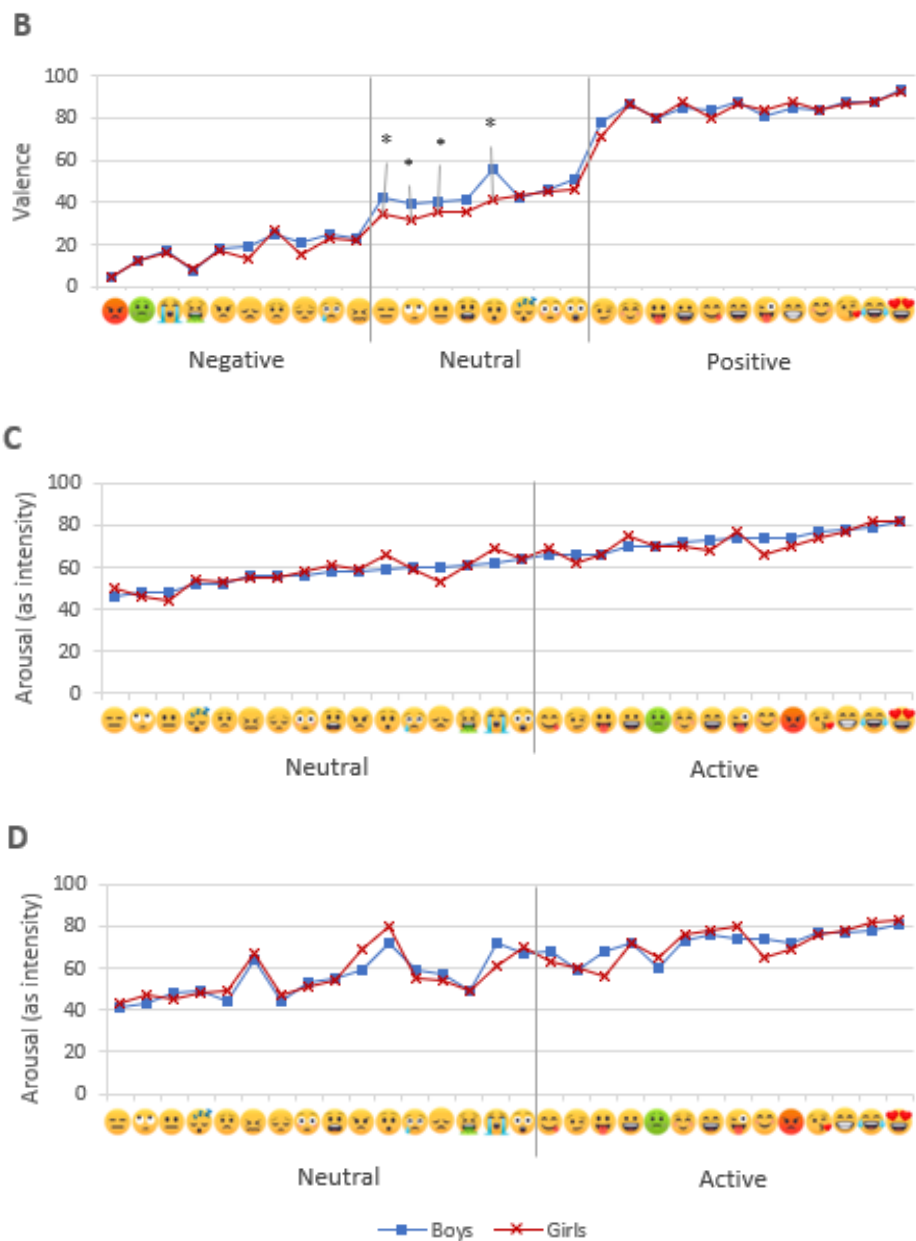 B
Valence
100
80
60
40
20
0
* * * *
Negative Neutral Positive
C
Arousal (as intensity)
100
80
60
40
20
0
Neutral Active
D
Arousal (as intensity)
100
80
60
40
20
0
Neutral Active
Boys Girls